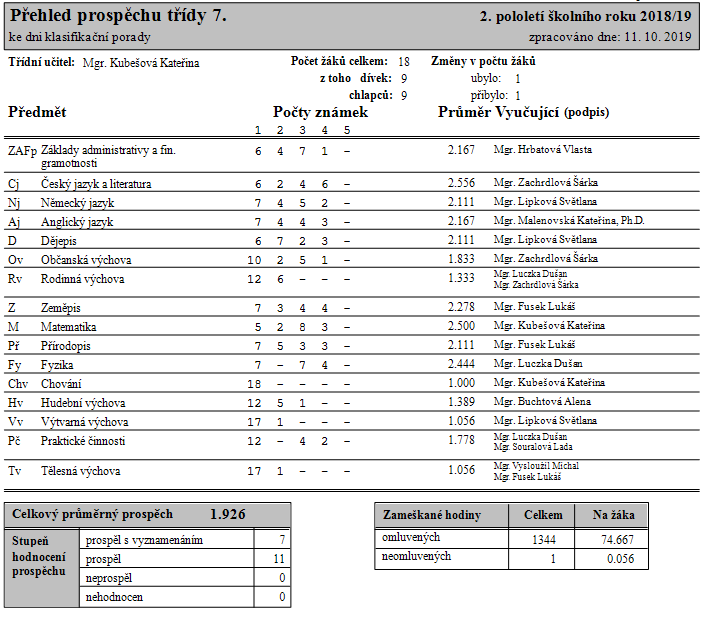 Přehled prospěchu třídy 7. 2. pololetí školního roku 2018/19
ke dni klasifikační porady zpracováno dne: 11. 10. 2019
Třídní učitel: Mgr. Kubešová Kateřina Počet žáků celkem: 18 Změny v počtu žáků
z toho dívek: 9 ubylo: 1
chlapců: 9 přibylo: 1
Předmět Počty známek Průměr Vyučující (podpis)
1 2 3 4 5
ZAFp Základy administrativy a fin. 6 4 7 1 – 2.167 Mgr. Hrbatová Vlasta
gramotnosti
Cj Český jazyk a literatura 6 2 4 6 – 2.556 Mgr. Zachrdlová Šárka
Nj Německý jazyk 7 4 5 2 – 2.111 Mgr. Lipková Světlana
Aj Anglický jazyk 7 4 4 3 – 2.167 Mgr. Malenovská Kateřina, Ph.D.
D Dějepis 6 7 2 3 – 2.111 Mgr. Lipková Světlana
Ov Občanská výchova 10 2 5 1 – 1.833 Mgr. Zachrdlová Šárka
Rv Rodinná výchova 12 6 – – – 1.333 Mgr. Luczka Dušan
Mgr. Zachrdlová Šárka
Z Zeměpis 7 3 4 4 – 2.278 Mgr. Fusek Lukáš
M Matematika 5 2 8 3 – 2.500 Mgr. Kubešová Kateřina
Př Přírodopis 7 5 3 3 – 2.111 Mgr. Fusek Lukáš
Fy Fyzika 7 – 7 4 – 2.444 Mgr. Luczka Dušan
Chv Chování 18 – – – – 1.000 Mgr. Kubešová Kateřina
Hv Hudební výchova 12 5 1 – – 1.389 Mgr. Buchtová Alena
Vv Výtvarná výchova 17 1 – – – 1.056 Mgr. Lipková Světlana
Pč Praktické činnosti 12 – 4 2 – 1.778 Mgr. Luczka Dušan
Mgr. Souralová Lada
Tv Tělesná výchova 17 1 – – – 1.056 Mgr. Vysloužil Michal
Mgr. Fusek Lukáš
Celkový průměrný prospěch 1.926
Stupeň hodnocení prospěchu
prospěl s vyznamenáním 7
prospěl 11
neprospěl 0
nehodnocen 0
Zameškané hodiny Celkem Na žáka
omluvených 1344 74.667
neomluvených 1 0.056